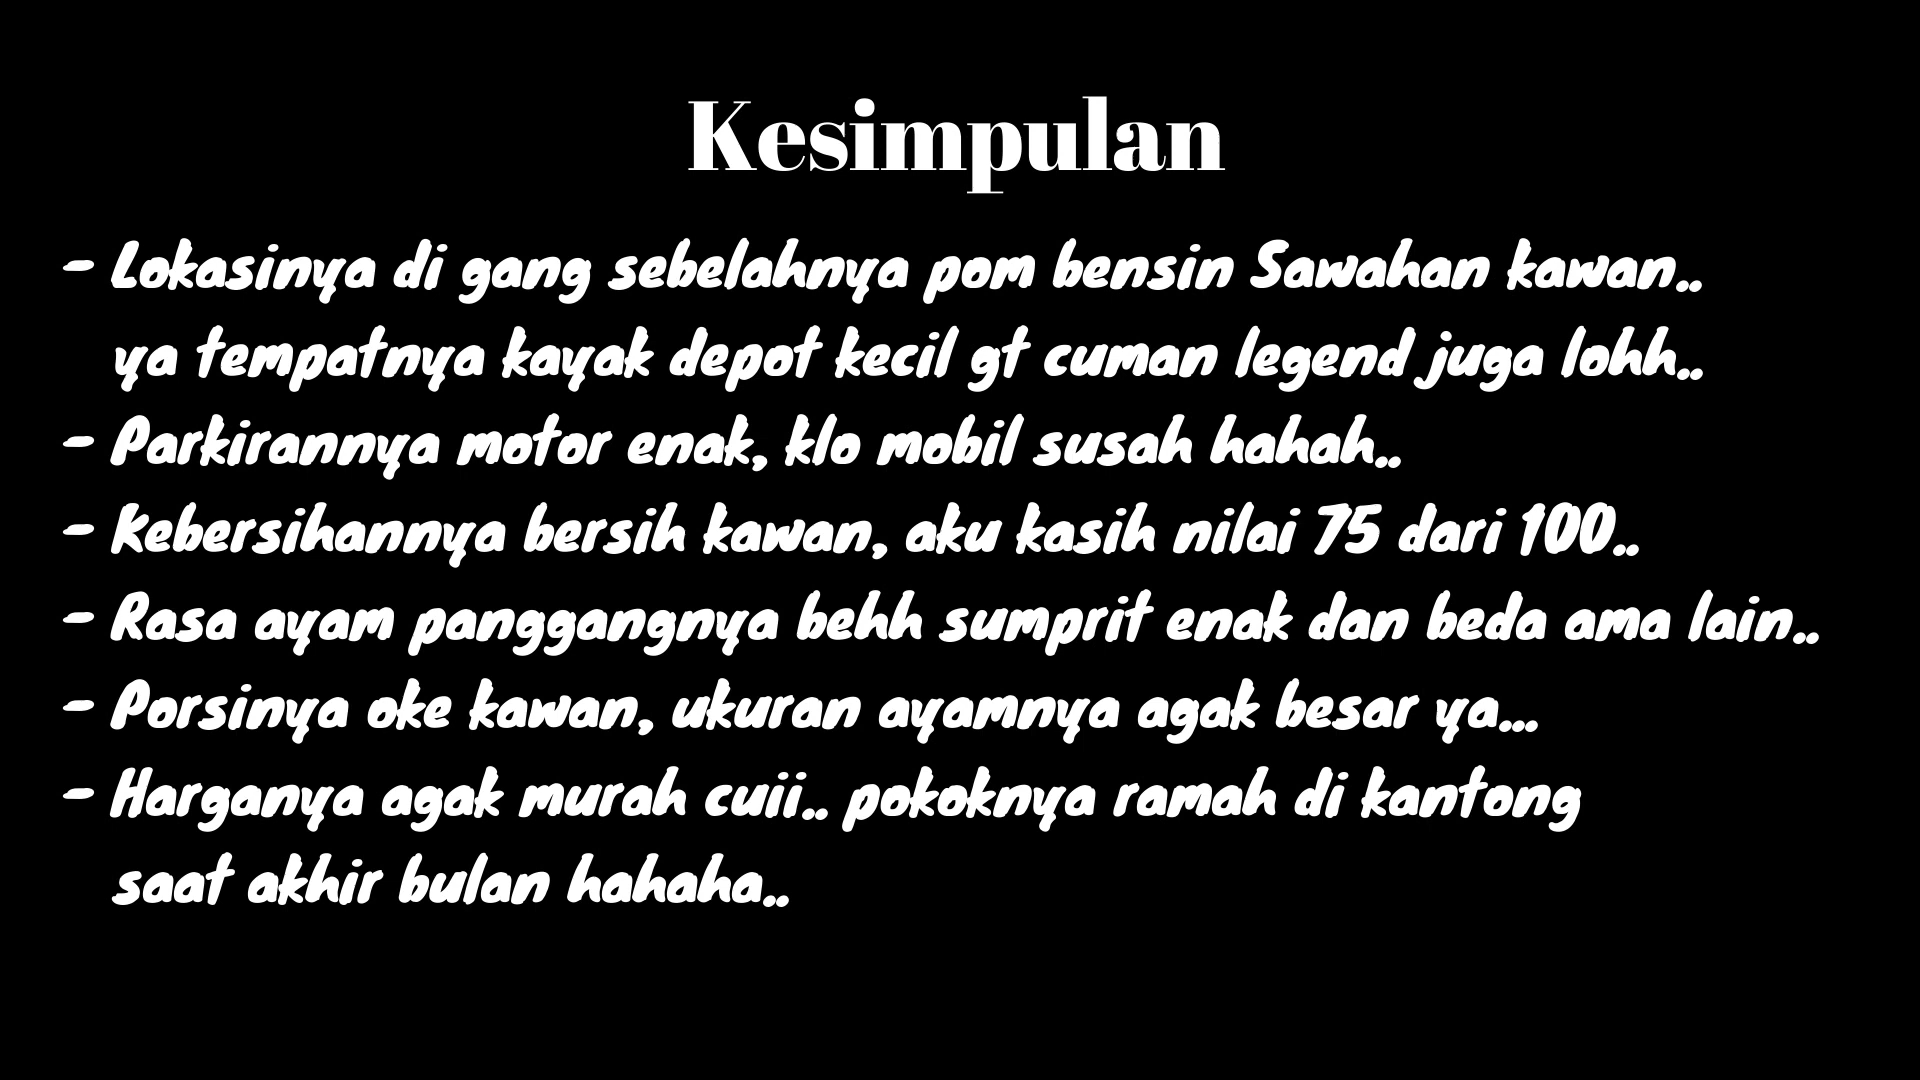 Kesimpulan
- Lokasinya di gang sebelahnya pom bensin Sawahan kawan..
ya tempatnya kayak depot kecil gt cuman legend juga lohh..
- Parkirannya motor enak, klo mobil susah hahah..
- Kebersihannya bersih kawan, aku kasih nilai 75 dari 100..
- Rasa ayam panggangnya behh sumprit enak dan beda ama lain..
- Porsinya oke kawan, ukuran ayamnya agak besar ya...
- Harganya agak murah cuii.. pokoknya ramah di kantong
saat akhir bulan hahaha..